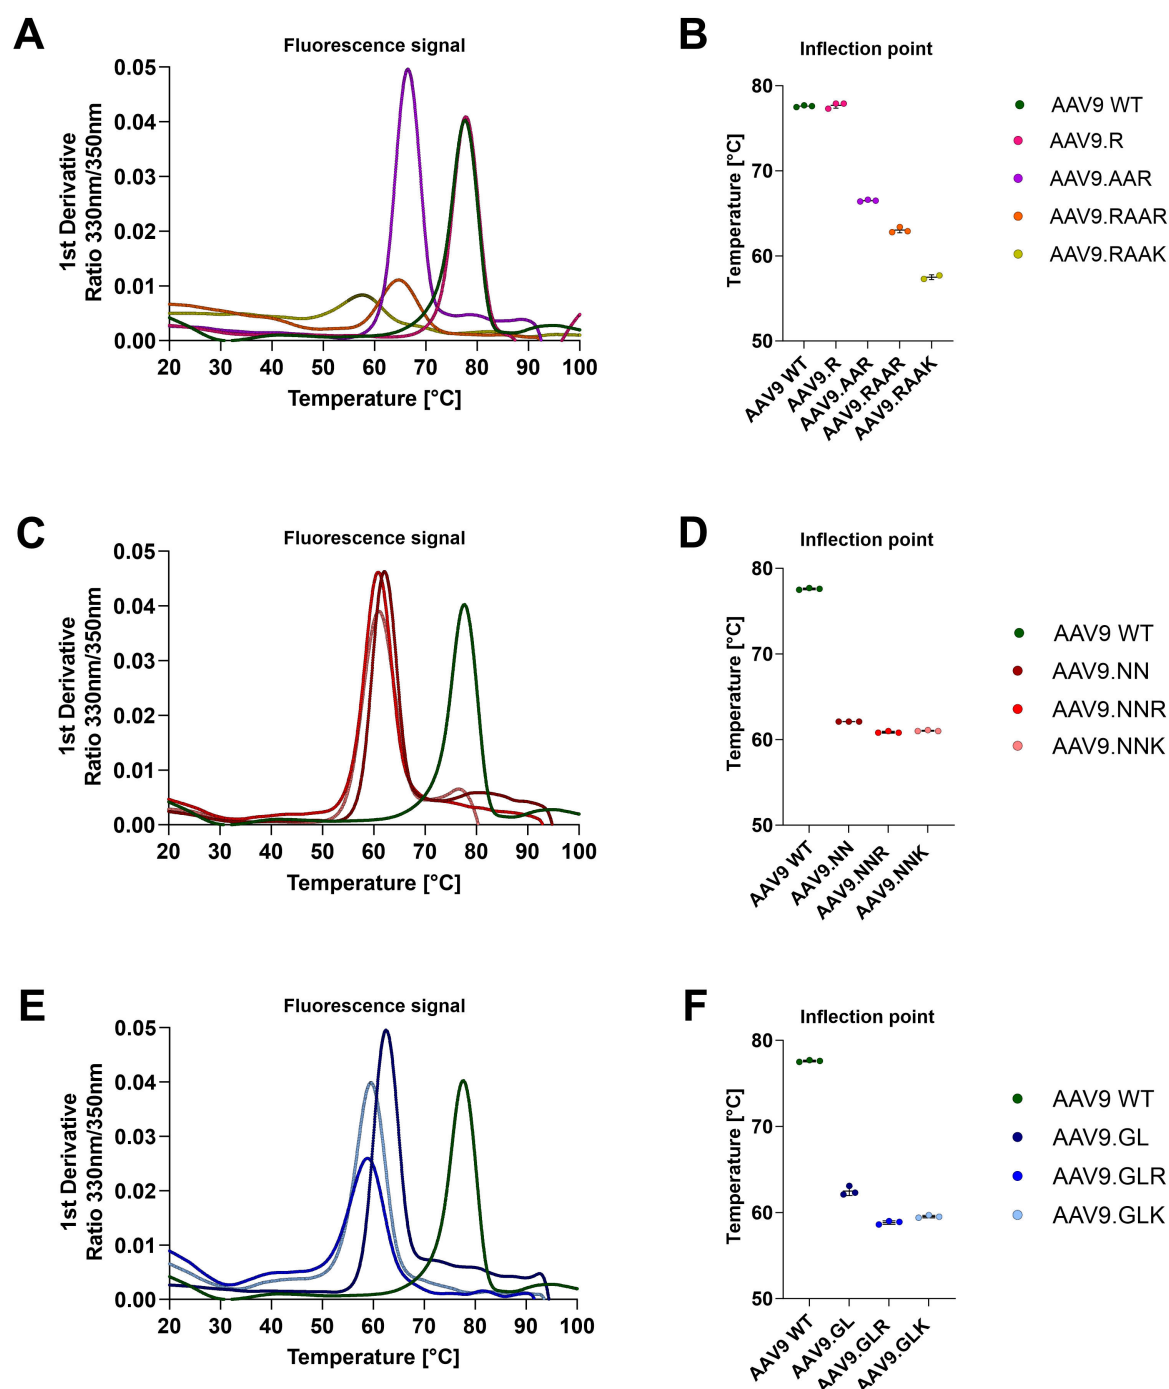 A
Fluorescence signal
1st Derivative
Ratio 330nm/350nm
0.05
0.04
0.03
0.02
0.01
0.00
20 30 40 50 60 70 80 90 100
Temperature [°C]
B
Inflection point
Temperature [°C]
80
70
60
50
AAV9 WT
AAV9.R
AAV9.AAR
AAV9.RAAR
AAV9.RAAK
AAV9 WT
AAV9.R
AAV9.AAR
AAV9.RAAR
AAV9.RAAK
C
Fluorescence signal
1st Derivative
Ratio 330nm/350nm
0.05
0.04
0.03
0.02
0.01
0.00
20 30 40 50 60 70 80 90 100
Temperature [°C]
D
Inflection point
Temperature [°C]
80
70
60
50
AAV9 WT
AAV9.NN
AAV9.NNR
AAV9.NNK
AAV9 WT
AAV9.NN
AAV9.NNR
AAV9.NNK
E
Fluorescence signal
1st Derivative
Ratio 330nm/350nm
0.05
0.04
0.03
0.02
0.01
0.00
20 30 40 50 60 70 80 90 100
Temperature [°C]
F
Inflection point
Temperature [°C]
80
70
60
50
AAV9 WT
AAV9.GL
AAV9.GLR
AAV9.GLK
AAV9 WT
AAV9.GL
AAV9.GLR
AAV9.GLK